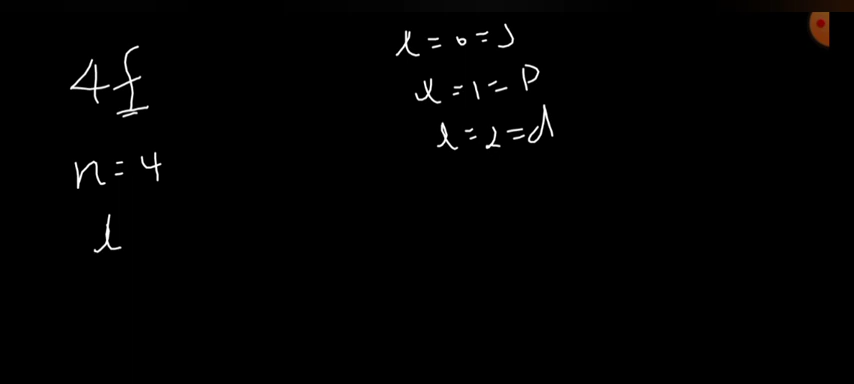 4f
n = 4
l
l = 0 = s
l = 1 = p
l = 2 = d